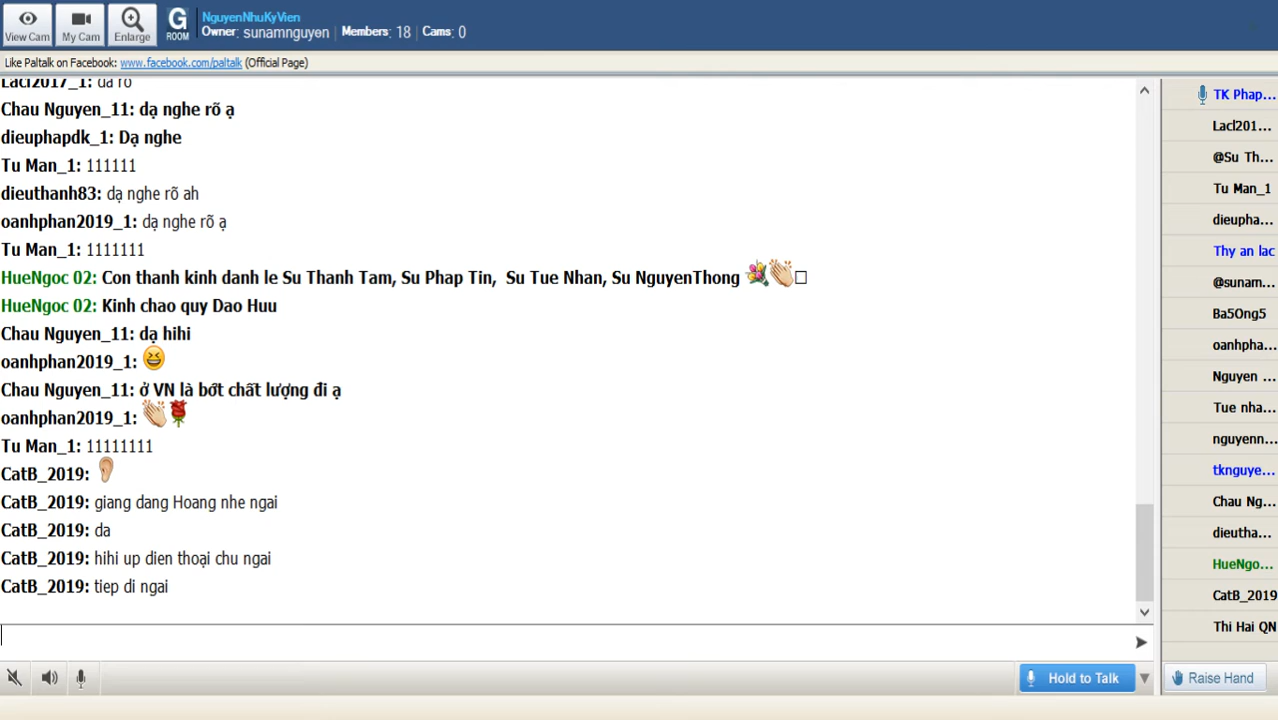 View Cam
My Cam
Enlarge
G
ROOM
NguyenNhuKyVien
Owner: sunamnguyen | Members: 18 | Cams: 0
Like Paltalk on Facebook: www.facebook.com/paltalk (Official Page)
Lacl2017_1: da ro
Chau Nguyen_11: dạ nghe rõ ạ
dieuphapdk_1: Dạ nghe
Tu Man_1: 111111
dieuthanh83: dạ nghe rõ ah
oanhphan2019_1: dạ nghe rõ ạ
Tu Man_1: 1111111
HueNgoc 02: Con thanh kinh danh le Su Thanh Tam, Su Phap Tin, Su Tue Nhan, Su NguyenThong 💐👏□
HueNgoc 02: Kinh chao quy Dao Huu
Chau Nguyen_11: dạ hihi
oanhphan2019_1: 😆
Chau Nguyen_11: ở VN là bớt chất lượng đi ạ
oanhphan2019_1: 👏🌹
Tu Man_1: 11111111
CatB_2019: 👂
CatB_2019: giang dang Hoang nhe ngai
CatB_2019: da
CatB_2019: hihi up dien thoại chu ngai
CatB_2019: tiep di ngai
TK Phap...
Lacl201...
@Su Th...
Tu Man_1
dieupha...
Thy an lac
@sunam...
Ba5Ong5
oanhpha...
Nguyen ...
Tue nha...
nguyenn...
tknguye...
Chau Ng...
dieutha...
HueNgo...
CatB_2019
Thi Hai QN
Hold to Talk
Raise Hand